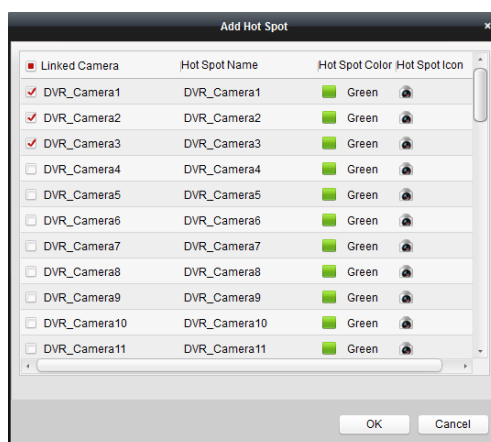 Add Hot Spot
Linked Camera Hot Spot Name Hot Spot Color Hot Spot Icon
DVR_Camera1 DVR_Camera1 Green
DVR_Camera2 DVR_Camera2 Green
DVR_Camera3 DVR_Camera3 Green
DVR_Camera4 DVR_Camera4 Green
DVR_Camera5 DVR_Camera5 Green
DVR_Camera6 DVR_Camera6 Green
DVR_Camera7 DVR_Camera7 Green
DVR_Camera8 DVR_Camera8 Green
DVR_Camera9 DVR_Camera9 Green
DVR_Camera10 DVR_Camera10 Green
DVR_Camera11 DVR_Camera11 Green
OK Cancel